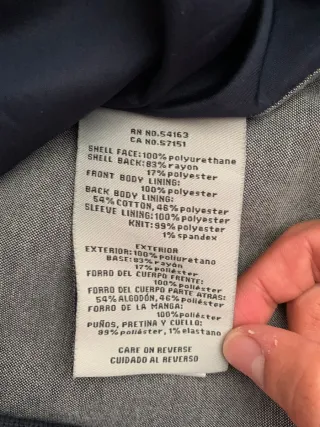 RN NO.54163
CA NO.57151
SHELL FACE:100% polyurethane
SHELL BACK:83% rayon
17% polyester
FRONT BODY LINING:
100% polyester
BACK BODY LINING:
54% COTTON, 46% polyester
SLEEVE LINING:100% polyester
KNIT:99% polyester
1% spandex
EXTERIOR
EXTERIOR:100% poliuretano
BASE:83% rayón
17% poliéster
FORRO DEL CUERPO FRENTE:
100% poliéster
FORRO DEL CUERPO PARTE ATRAS:
54% ALGODÓN,46% poliéster
FORRO DE LA MANGA:
100%poliéster
PUÑOS, PRETINA Y CUELLO:
99% poliéster, 1% elastano
CARE ON REVERSE
CUIDADO AL REVERSO